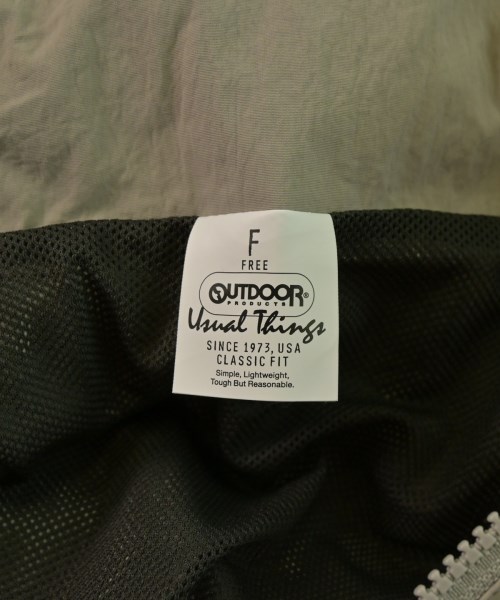 F
FREE
OUTDOOR®
PRODUCTS
Usual Things
SINCE 1973, USA
CLASSIC FIT
Simple, Lightweight,
Tough But Reasonable.